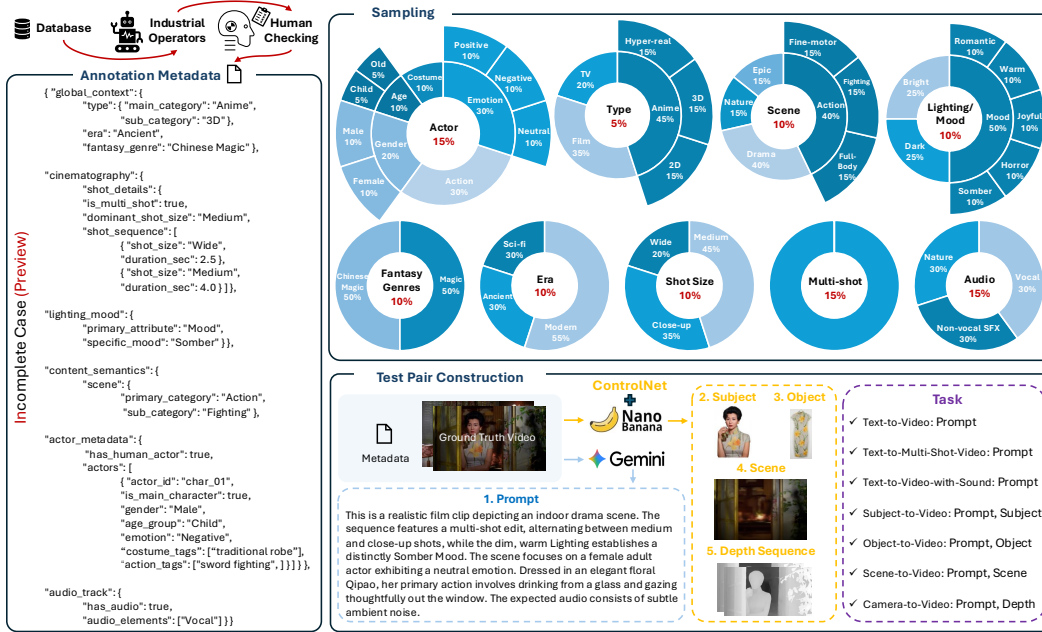 Database
Industrial
Operators
Human
Checking
Annotation Metadata
Incomplete Case (Preview)
{ "global_context": {
"type": { "main_category": "Anime",
"sub_category": "3D" },
"era": "Ancient",
"fantasy_genre": "Chinese Magic" },
"cinematography": {
"shot_details": {
"is_multi_shot": true,
"dominant_shot_size": "Medium",
"shot_sequence": [
{ "shot_size": "Wide",
"duration_sec": 2.5 },
{ "shot_size": "Medium",
"duration_sec": 4.0 } ] },
"lighting_mood": {
"primary_attribute": "Mood",
"specific_mood": "Somber" } },
"content_semantics": {
"scene": {
"primary_category": "Action",
"sub_category": "Fighting" },
"actor_metadata": {
"has_human_actor": true,
"actors": [
{ "actor_id": "char_01",
"is_main_character": true,
"gender": "Male",
"age_group": "Child",
"emotion": "Negative",
"costume_tags": ["traditional robe"],
"action_tags": ["sword fighting", ] } ] } },
"audio_track": {
"has_audio": true,
"audio_elements": ["Vocal"] } }
Sampling
Actor
15%
Positive
10%
Negative
10%
Neutral
10%
Emotion
30%
Action
30%
Gender
20%
Male
10%
Female
10%
Age
10%
Old
5%
Child
5%
Costume
10%
Type
5%
Hyper-real
15%
3D
15%
2D
15%
Anime
45%
Film
35%
TV
20%
Scene
10%
Fine-motor
15%
Fighting
15%
Full-
Body
15%
Action
40%
Drama
40%
Nature
15%
Epic
15%
Lighting/
Mood
10%
Romantic
10%
Warm
10%
Joyful
10%
Horror
10%
Somber
10%
Mood
50%
Dark
25%
Bright
25%
Fantasy
Genres
10%
Chinese
Magic
50%
Magic
50%
Era
10%
Sci-fi
30%
Ancient
30%
Modern
55%
Shot Size
10%
Wide
20%
Medium
45%
Close-up
35%
Multi-shot
15%
Audio
15%
Nature
30%
Vocal
30%
Non-vocal SFX
30%
Test Pair Construction
Metadata
Ground Truth Video
ControlNet
Nano
Banana
Gemini
1. Prompt
This is a realistic film clip depicting an indoor drama scene. The
sequence features a multi-shot edit, alternating between medium
and close-up shots, while the dim, warm Lighting establishes a
distinctly Somber Mood. The scene focuses on a female adult
actor exhibiting a neutral emotion. Dressed in an elegant floral
Qipao, her primary action involves drinking from a glass and gazing
thoughtfully out the window. The expected audio consists of subtle
ambient noise.
2. Subject
3. Object
4. Scene
5. Depth Sequence
Task
✓ Text-to-Video: Prompt
✓ Text-to-Multi-Shot-Video: Prompt
✓ Text-to-Video-with-Sound: Prompt
✓ Subject-to-Video: Prompt, Subject
✓ Object-to-Video: Prompt, Object
✓ Scene-to-Video: Prompt, Scene
✓ Camera-to-Video: Prompt, Depth